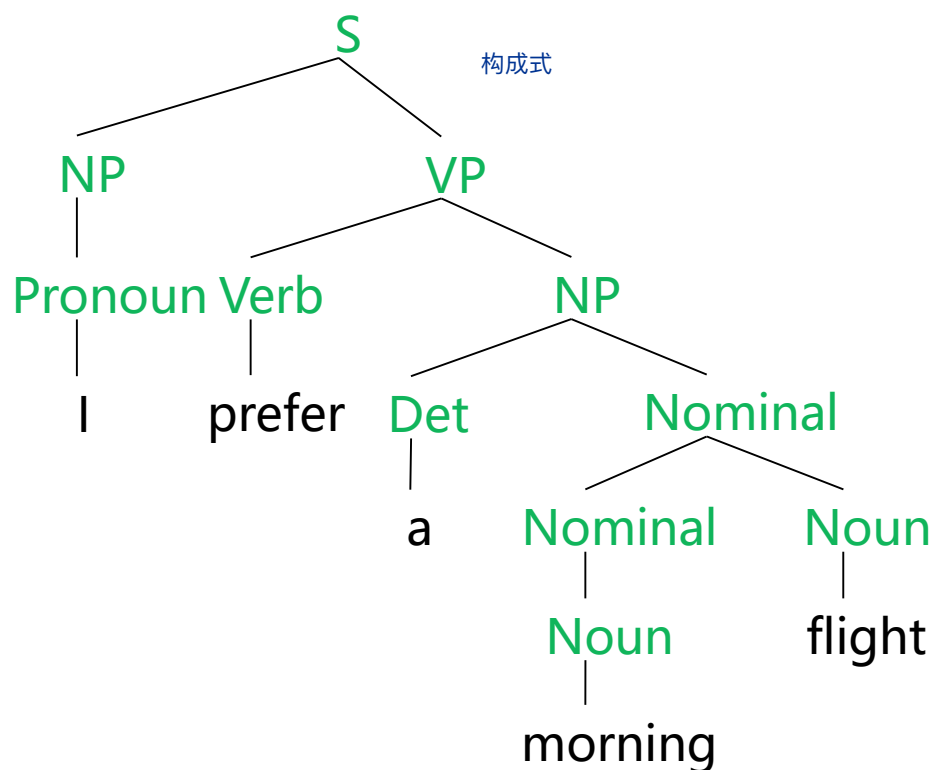 S
构成式
NP VP
Pronoun Verb NP
I prefer Det Nominal
a Nominal Noun
Noun flight
morning